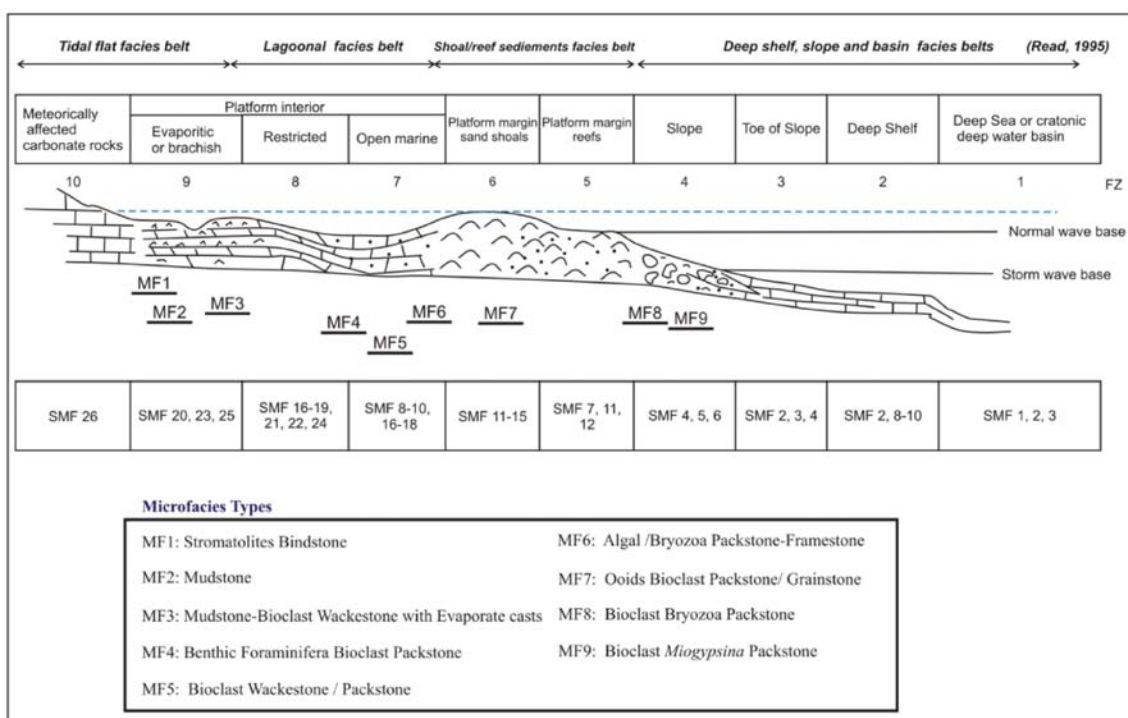 Tidal flat facies belt Lagoonal facies belt Shoal/reef sediements facies belt Deep shelf, slope and basin facies belts (Read, 1995)
Meteorically
affected
carbonate rocks
Platform interior
Evaporitic
or brachish
Restricted
Open marine
Platform margin
sand shoals
Platform margin
reefs
Slope
Toe of Slope
Deep Shelf
Deep Sea or cratonic
deep water basin
10 9 8 7 6 5 4 3 2 1 FZ
Normal wave base
Storm wave base
MF1
MF2
MF3
MF4
MF5
MF6
MF7
MF8
MF9
SMF 26
SMF 20, 23, 25
SMF 16-19,
21, 22, 24
SMF 8-10,
16-18
SMF 11-15
SMF 7, 11,
12
SMF 4, 5, 6
SMF 2, 3, 4
SMF 2, 8-10
SMF 1, 2, 3
Microfacies Types
MF1: Stromatolites Bindstone
MF2: Mudstone
MF3: Mudstone-Bioclast Wackestone with Evaporate casts
MF4: Benthic Foraminifera Bioclast Packstone
MF5: Bioclast Wackestone / Packstone
MF6: Algal /Bryozoa Packstone-Framestone
MF7: Ooids Bioclast Packstone/ Grainstone
MF8: Bioclast Bryozoa Packstone
MF9: Bioclast Miogypsina Packstone